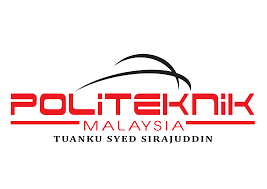 POLiTEKNiK
MALAYSIA
TUANKU SYED SIRAJUDDIN